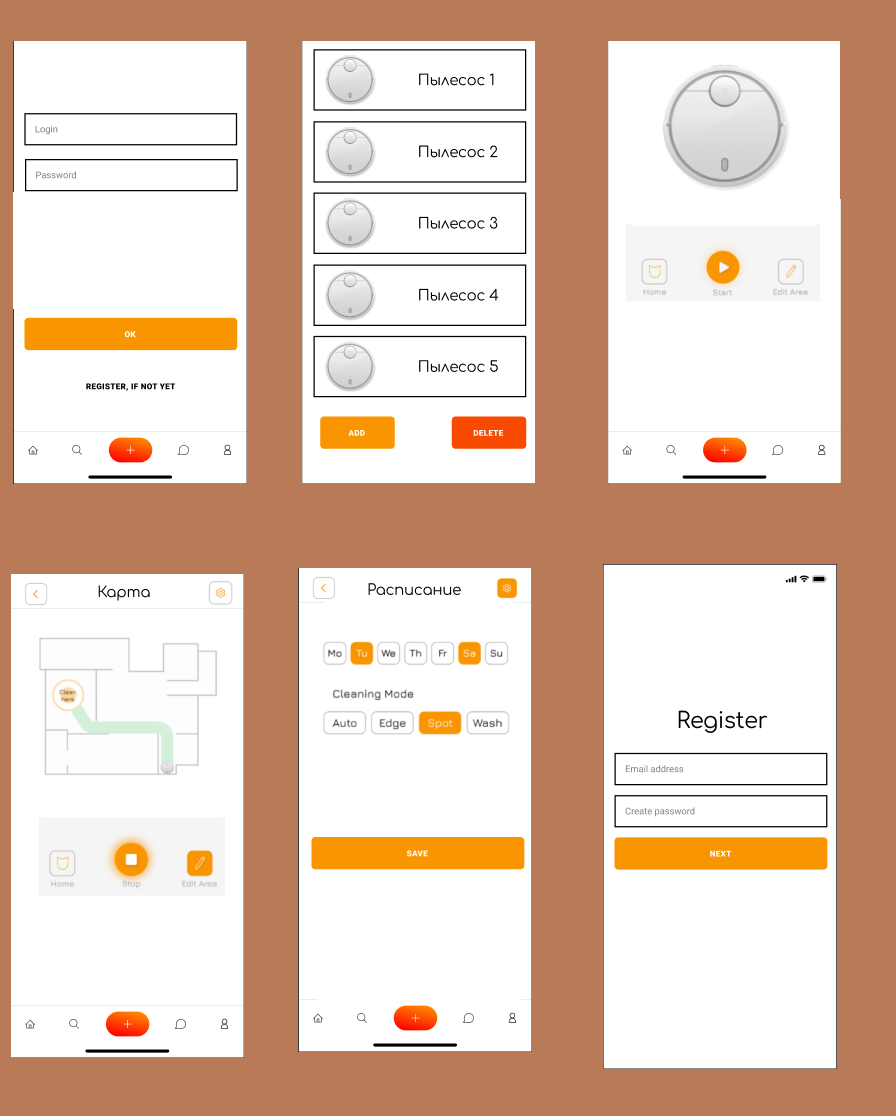 Login
Password
OK
REGISTER, IF NOT YET
Пылесос 1
Пылесос 2
Пылесос 3
Пылесос 4
Пылесос 5
ADD DELETE
Home Start Edit Area
Карта
Clean
here
Home Stop Edit Area
Расписание
Mo Tu We Th Fr Sa Su
Cleaning Mode
Auto Edge Spot Wash
SAVE
Register
Email address
Create password
NEXT